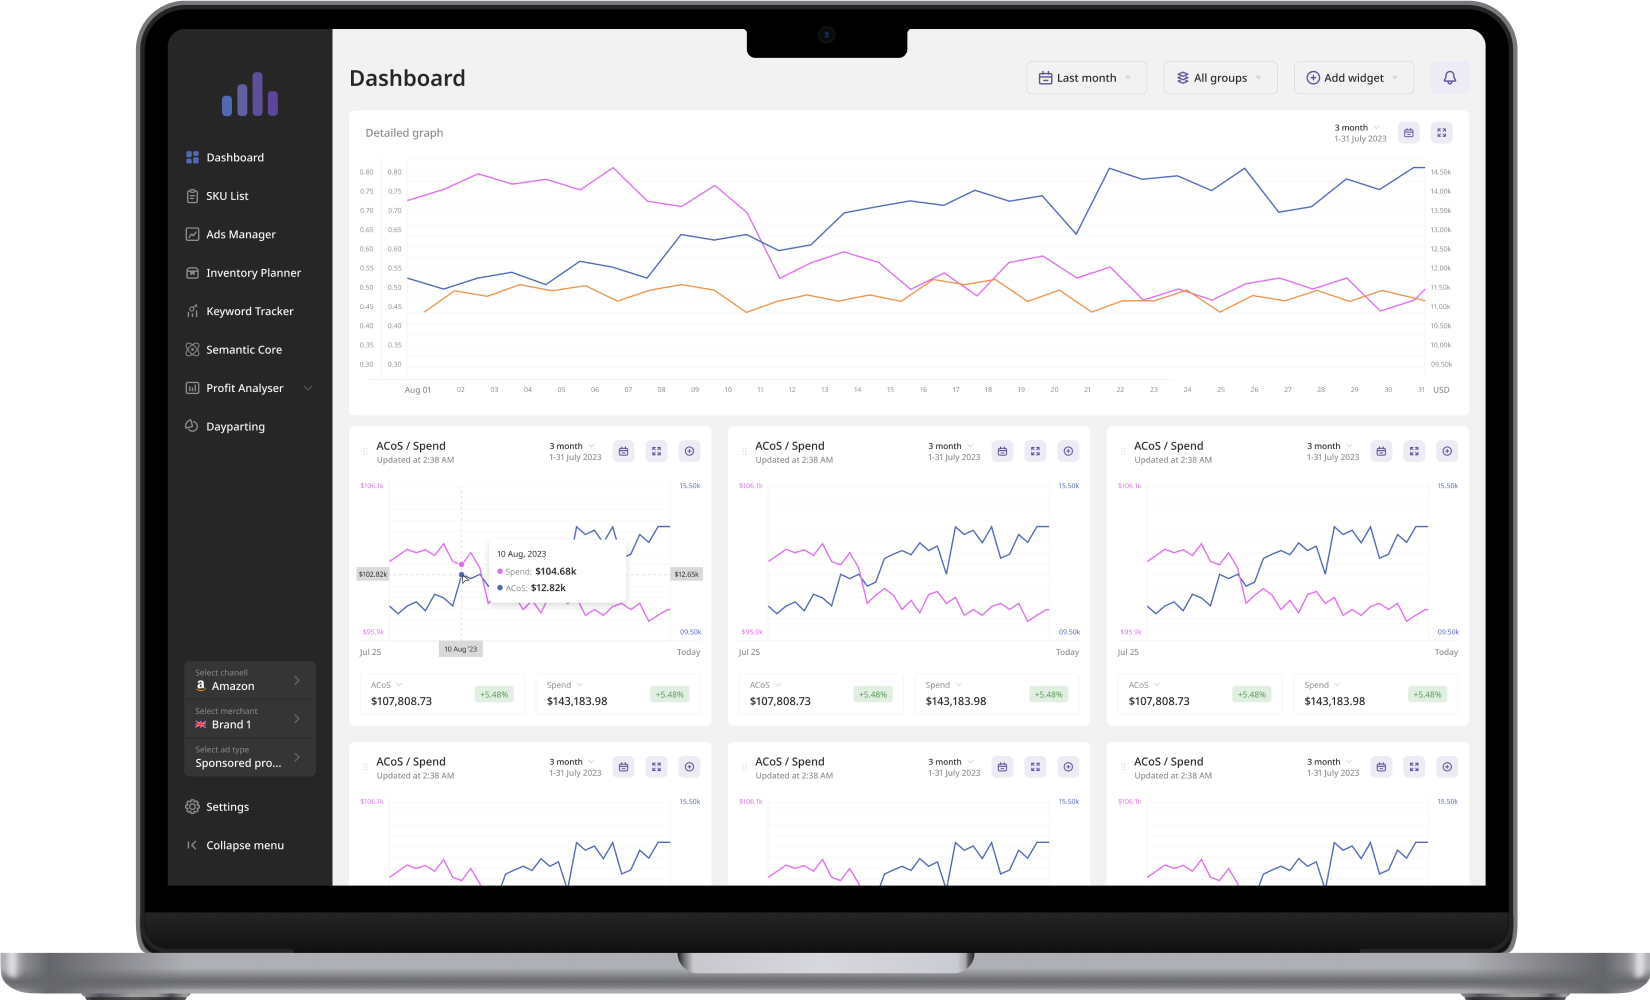 Dashboard
Last month
All groups
Add widget
Dashboard
SKU List
Ads Manager
Inventory Planner
Keyword Tracker
Semantic Core
Profit Analyser
Dayparting
Select chanell
Amazon
Select merchant
Brand 1
Select ad type
Sponsored pro...
Settings
Collapse menu
Detailed graph
3 month
1-31 July 2023
0.80 0.80 14.50k
0.75 0.75 14.00k
0.70 0.70 13.50k
0.65 0.65 13.00k
0.60 0.60 12.50k
0.55 0.55 12.00k
0.50 0.50 11.50k
0.45 0.45 11.00k
0.40 0.40 10.50k
0.35 0.35 10.00k
0.30 0.30 09.50k
Aug 01 02 03 04 05 06 07 08 09 10 11 12 13 14 15 16 17 18 19 20 21 22 23 24 25 26 27 28 29 30 31 USD
ACoS / Spend
Updated at 2:38 AM
3 month
1-31 July 2023
$106.1k 15.50k
10 Aug, 2023
Spend: $104.68k
ACoS: $12.82k
$102.82k $12.65k
$95.9k 09.50k
10 Aug '23
Jul 25 Today
ACoS
$107,808.73
+5.48%
Spend
$143,183.98
+5.48%
ACoS / Spend
Updated at 2:38 AM
3 month
1-31 July 2023
$106.1k 15.50k
$95.9k 09.50k
Jul 25 Today
ACoS
$107,808.73
+5.48%
Spend
$143,183.98
+5.48%
ACoS / Spend
Updated at 2:38 AM
3 month
1-31 July 2023
$106.1k 15.50k
$95.9k 09.50k
Jul 25 Today
ACoS
$107,808.73
+5.48%
Spend
$143,183.98
+5.48%
ACoS / Spend
Updated at 2:38 AM
3 month
1-31 July 2023
$106.1k 15.50k
ACoS / Spend
Updated at 2:38 AM
3 month
1-31 July 2023
$106.1k 15.50k
ACoS / Spend
Updated at 2:38 AM
3 month
1-31 July 2023
$106.1k 15.50k